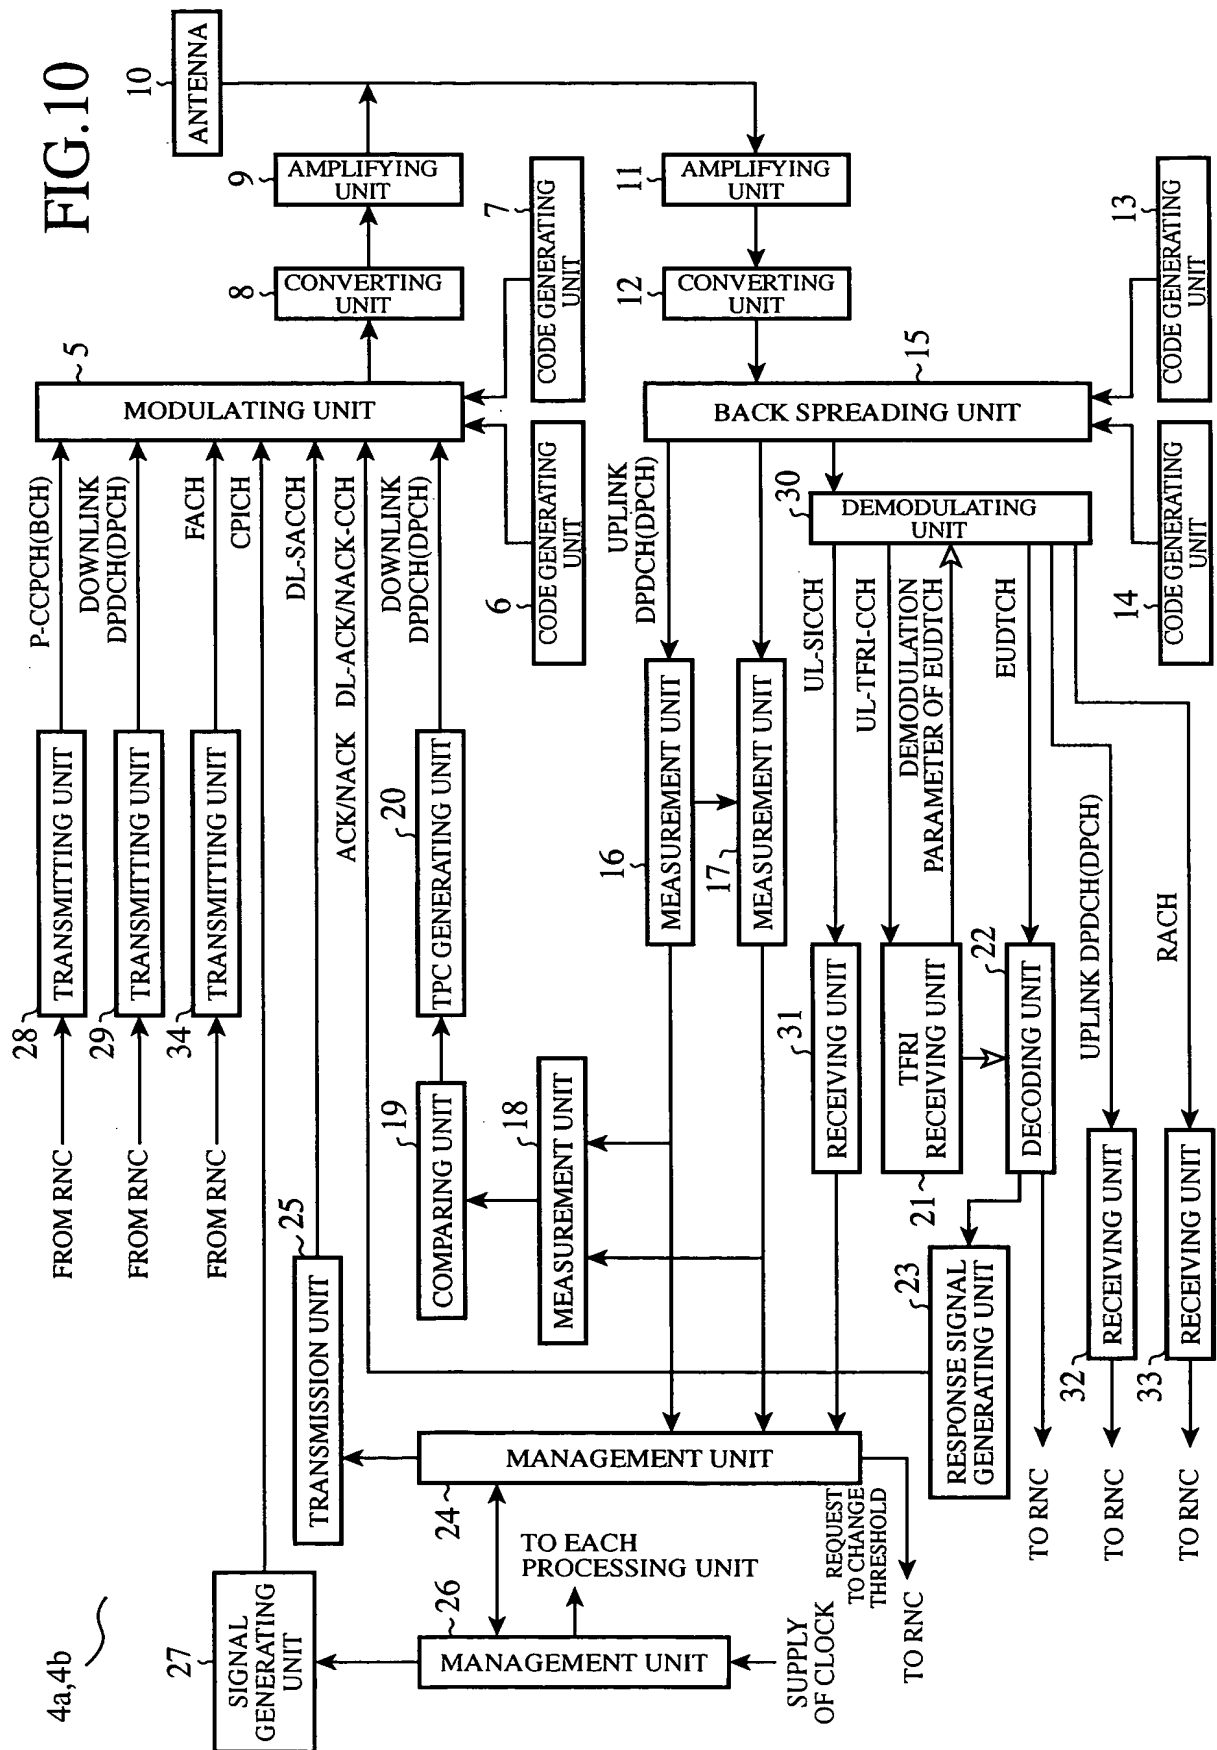 FIG.10
4a,4b
10
ANTENNA
9
AMPLIFYING
UNIT
8
CONVERTING
UNIT
7
CODE GENERATING
UNIT
6
CODE GENERATING
UNIT
5
MODULATING UNIT
11
AMPLIFYING
UNIT
12
CONVERTING
UNIT
13
CODE GENERATING
UNIT
14
CODE GENERATING
UNIT
15
BACK SPREADING UNIT
P-CCPCH(BCH)
DOWNLINK
DPDCH(DPCH)
FACH
CPICH
DL-SACCH
ACK/NACK DL-ACK/NACK-CCH
DOWNLINK
DPDCH(DPCH)
UPLINK
DPDCH(DPCH)
30
DEMODULATING
UNIT
UL-SICCH
UL-TFRI-CCH
DEMODULATION
PARAMETER OF EUDTCH
EUDTCH
UPLINK DPDCH(DPCH)
RACH
28
TRANSMITTING UNIT
29
TRANSMITTING UNIT
34
TRANSMITTING UNIT
FROM RNC
FROM RNC
FROM RNC
20
TPC GENERATING UNIT
19
COMPARING UNIT
18
MEASUREMENT UNIT
16
MEASUREMENT UNIT
17
MEASUREMENT UNIT
31
RECEIVING UNIT
21
TFRI
RECEIVING UNIT
22
DECODING UNIT
23
RESPONSE SIGNAL
GENERATING UNIT
32
RECEIVING UNIT
33
RECEIVING UNIT
TO RNC
TO RNC
TO RNC
25
TRANSMISSION UNIT
24
MANAGEMENT UNIT
REQUEST
TO CHANGE
THRESHOLD
TO RNC
27
SIGNAL
GENERATING
UNIT
26
MANAGEMENT UNIT
TO EACH
PROCESSING UNIT
SUPPLY
OF CLOCK